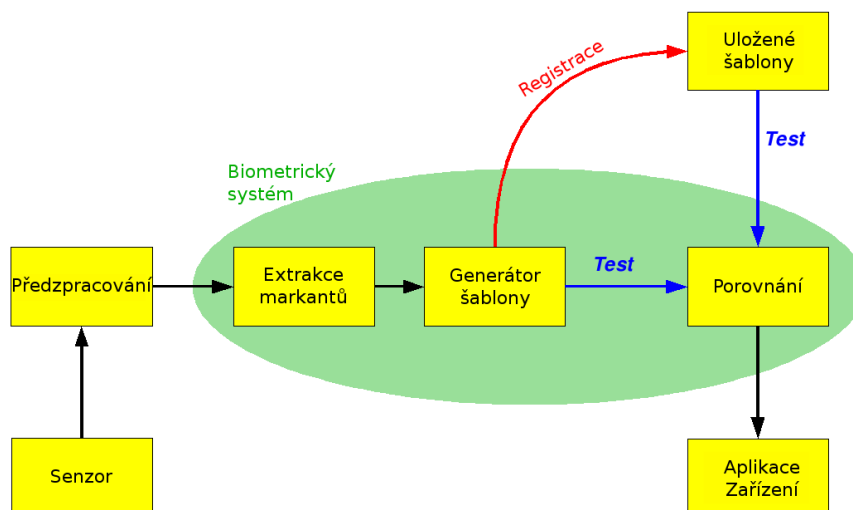 Uložené
šablony
Registrace
Test
Biometrický
systém
Předzpracování
Extrakce
markantů
Generátor
šablony
Test
Porovnání
Senzor
Aplikace
Zařízení